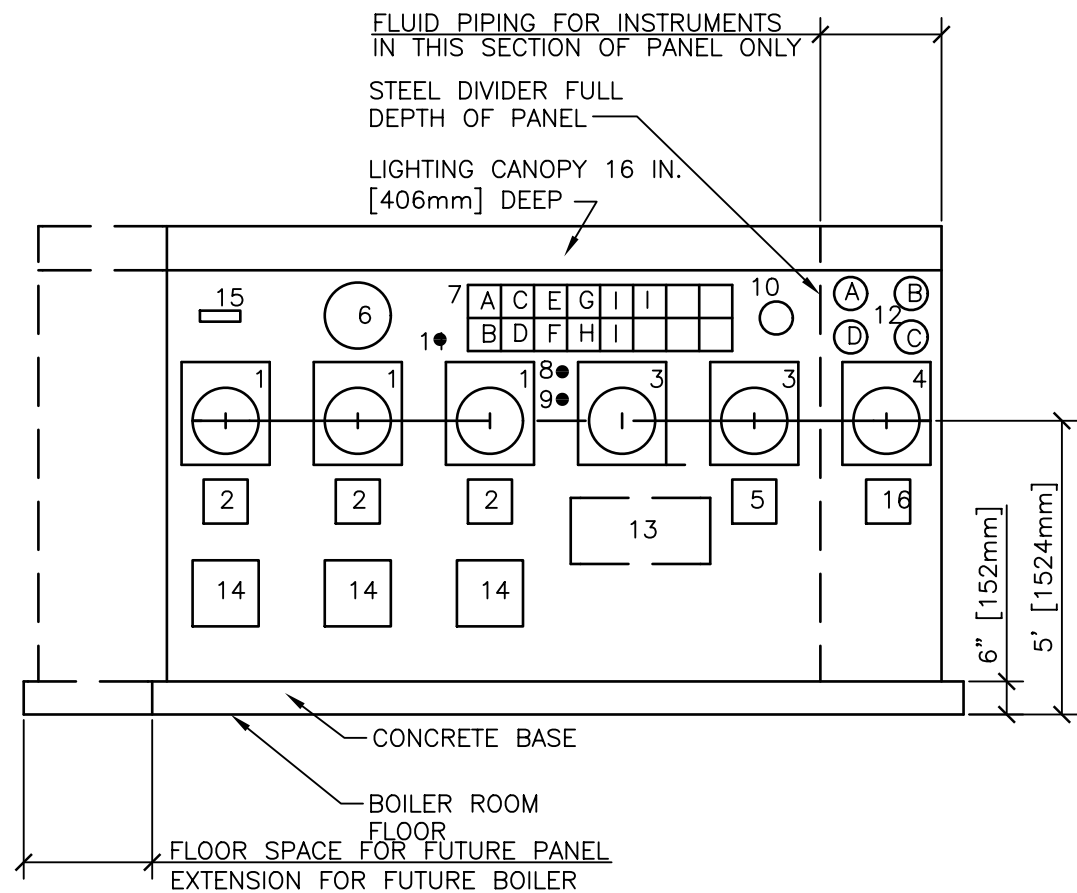 FLUID PIPING FOR INSTRUMENTS
IN THIS SECTION OF PANEL ONLY
STEEL DIVIDER FULL
DEPTH OF PANEL
LIGHTING CANOPY 16 IN.
[406mm] DEEP
15
6
7
A C E G I I
B D F H I
10
A B
12
D C
1
8
9
1 1 1 3 3 4
2 2 2 5 16
13
14 14 14
6" [152mm]
5' [1524mm]
CONCRETE BASE
BOILER ROOM
FLOOR
FLOOR SPACE FOR FUTURE PANEL
EXTENSION FOR FUTURE BOILER